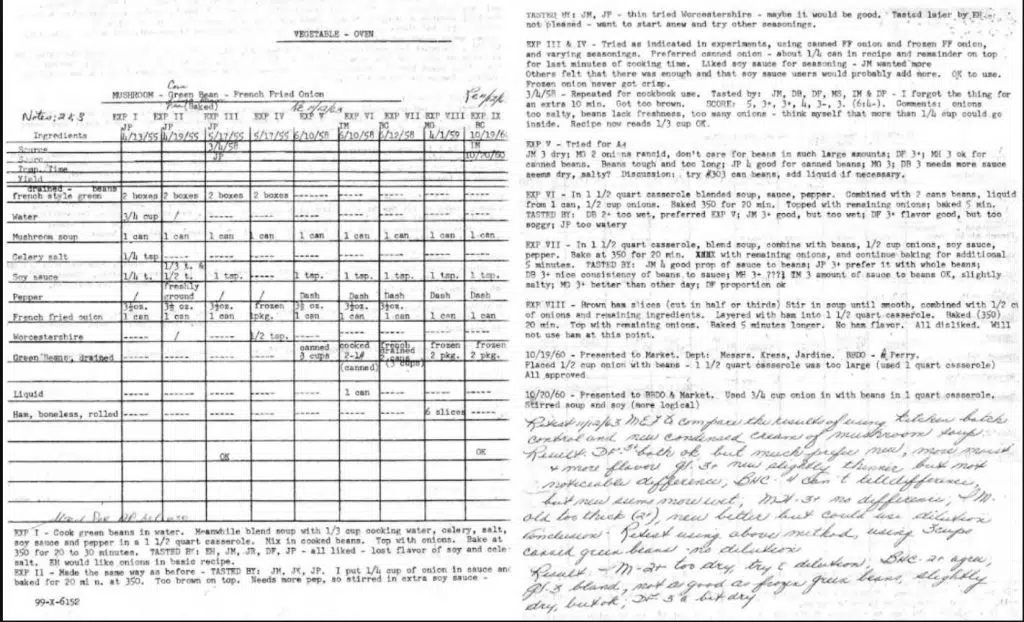 VEGETABLE - OVEN
MUSHROOM - Green Bean - French Fried Onion
(Baked)
EXP I EXP II EXP III EXP IV EXP V EXP VI EXP VII EXP VIII EXP IX
JP JP JP IM BC MG BC
Ingredients 4/13/55 4/19/55 5/17/55 5/17/55 6/10/58 6/10/58 6/12/58 4/1/59 10/19/60
Source 3/4/58 IM
Score JP 10/20/60
Temp. Time
Yield
drained - beans
french style green 2 boxes 2 boxes 2 boxes 2 boxes ----- ----- ----- ----- -----
Water 3/4 cup / ----- ----- ----- ----- ----- ----- -----
Mushroom soup 1 can 1 can 1 can 1 can 1 can 1 can 1 can 1 can 1 can
Celery salt 1/4 tsp ----- ----- ----- ----- ----- ----- ----- -----
1/3 t. &
Soy sauce 1/4 t. 1/2 t. 1 tsp. ----- 1 tsp. 1 tsp. 1 tsp. 1 tsp. 1 tsp.
freshly
Pepper / ground / / Dash Dash Dash Dash Dash
3½oz. 3½ oz. 3½oz. frozen 3½ oz. 3½oz. 3½oz.
French fried onion 1 can 1 can 1 can 1pkg. 1 can 1 can 1 can 1 can 1 can
Worcestershire ----- ----- ----- 1/2 tsp. ----- ----- ----- ----- -----
canned cooked french frozen frozen
Green Beans, drained ----- ----- ----- ----- 3 cups 2-1# drained 2 pkg. 2 pkg.
(canned) (3 cups)
Liquid ----- ----- ----- ----- ----- 1 can ----- ----- -----
Ham, boneless, rolled ----- ----- ----- ----- ----- ----- ----- 6 slices -----
OK OK
EXP I - Cook green beans in water. Meanwhile blend soup with 1/3 cup cooking water, celery, salt,
soy sauce and pepper in a 1 1/2 quart casserole. Mix in cooked beans. Top with onions. Bake at
350 for 20 to 30 minutes. TASTED BY: EH, JM, JR, DF, JP - all liked - lost flavor of soy and cele
salt. EH would like onions in basic recipe.
EXP II - Made the same way as before - TASTED BY: JM, JK, JP. I put 1/4 cup of onion in sauce and
baked for 20 min. at 350. Too brown on top. Needs more pep, so stirred in extra soy sauce -
99-X-6152
TASTED BY: JM, JP - thin tried Worcestershire - maybe it would be good. Tasted later by EH
not pleased - want to start anew and try other seasonings.
EXP III & IV - Tried as indicated in experiments, using canned FF onion and frozen FF onion,
and varying seasonings. Preferred canned onion - about 1/4 can in recipe and remainder on top
for last minutes of cooking time. Liked soy sauce for seasoning - JM wanted more
Others felt that there was enough and that soy sauce users would probably add more. OK to use.
Frozen onion never got crisp.
3/4/58 - Repeated for cookbook use. Tasted by: JM, DB, DF, MS, IM & DF - I forgot the thing for
an extra 10 min. Got too brown. SCORE: 5, 3+, 3+, 4, 3-, 3. (6:4-). Comments: onions
too salty, beans lack freshness, too many onions - think myself that more than 1/4 cup could go
inside. Recipe now reads 1/3 cup OK.
EXP V - Tried for
JM 3 dry; MG 2 onions rancid, don't care for beans in such large amounts; DF 3+; MH 3 ok for
canned beans. Beans tough and too long; JP 4 good for canned beans; MG 3; DB 3 needs more sauce
seems dry, salty? Discussion: try #303 can beans, add liquid if necessary.
EXP VI - In 1 1/2 quart casserole blended soup, sauce, pepper. Combined with 2 cans beans, liquid
from 1 can, 1/2 cup onions. Baked 350 for 20 min. Topped with remaining onions; baked 5 min.
TASTED BY: DB 2+ too wet, preferred EXP V; JM 3+ good, but too wet; DF 3+ flavor good, but too
soggy; JP too watery
EXP VII - In 1 1/2 quart casserole, blend soup, combine with beans, 1/2 cup onions, soy sauce,
pepper. Bake at 350 for 20 min. XXXX with remaining onions, and continue baking for additional
5 minutes. TASTED BY: JM 4 good prop of sauce to beans; JP 3+ prefer it with whole beans;
DB 3+ nice consistency of beans to sauce; MH 3+ ???; IM 3 amount of sauce to beans OK, slightly
salty; MG 3+ better than other day; DF proportion ok
EXP VIII - Brown ham slices (cut in half or thirds) Stir in soup until smooth, combined with 1/2 c
of onions and remaining ingredients. Layered with ham into 1 1/2 quart casserole. Baked (350)
20 min. Top with remaining onions. Baked 5 minutes longer. No ham flavor. All disliked. Will
not use ham at this point.
10/19/60 - Presented to Market. Dept: Messrs. Kress, Jardine. BBDO - Perry.
Placed 1/2 cup onion with beans - 1 1/2 quart casserole was too large (used 1 quart casserole)
All approved
10/20/60 - Presented to BBDO & Market. Used 3/4 cup onion in with beans in 1 quart casserole.
Stirred soup and soy (more logical)
Retest 11/12/63 MET to compare the results of using kitchen batch
control and new condensed cream of mushroom soup.
Result: DF 3+ both ok but much prefer new, more moist
& more flavor. 3+ new slightly thinner but not
noticeable difference, BHC-4 can't tell difference,
but new seems more wet; MH-3+ no difference;
old too thick (2+), new better but could use dilution
Conclusion - Retest using above method, using 3 cups
canned green beans - no dilution
Result - M-2+ too dry, try dilution, BHC-2+ agree,
bland, not as good as frozen green beans, slightly
dry, but ok; DF 3 a bit dry